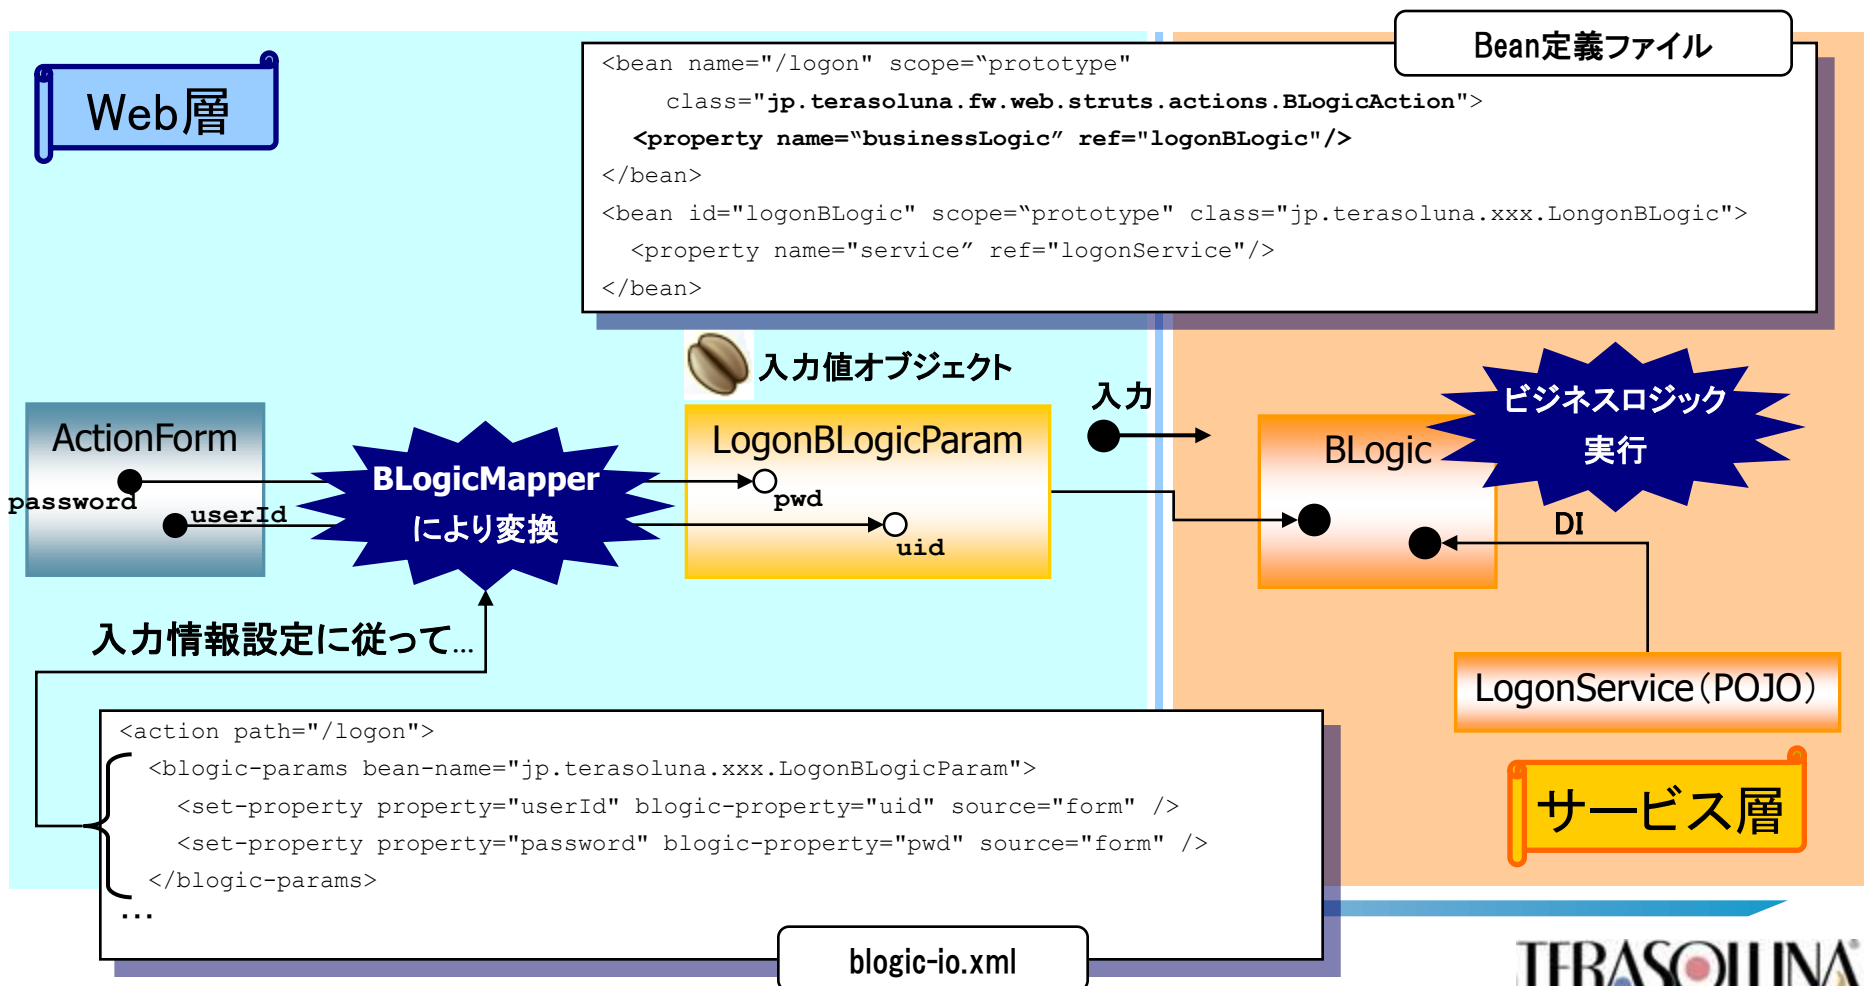 Bean定義ファイル
Web層
<bean name="/logon" scope=“prototype"
class="jp.terasoluna.fw.web.struts.actions.BLogicAction">
<property name=“businessLogic” ref="logonBLogic"/>
</bean>
<bean id="logonBLogic" scope=“prototype" class="jp.terasoluna.xxx.LongonBLogic">
<property name="service” ref="logonService"/>
</bean>
入力値オブジェクト
入力
ビジネスロジック
実行
ActionForm
password
userId
BLogicMapper
により変換
LogonBLogicParam
pwd
uid
BLogic
DI
入力情報設定に従って…
LogonService（POJO）
<action path="/logon">
<blogic-params bean-name="jp.terasoluna.xxx.LogonBLogicParam">
<set-property property="userId" blogic-property="uid" source="form" />
<set-property property="password" blogic-property="pwd" source="form" />
</blogic-params>
…
サービス層
blogic-io.xml
TERASOLUNA